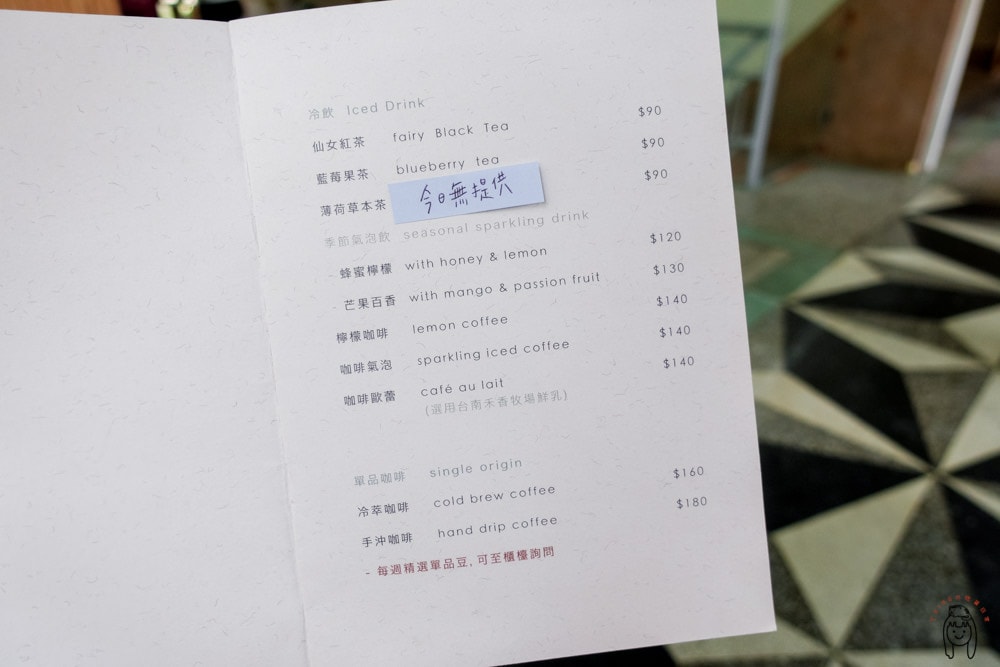 冷飲 Iced Drink
仙女紅茶 fairy Black Tea $90
藍莓果茶 blueberry tea $90
薄荷草本茶 今日無提供 $90
季節氣泡飲 seasonal sparkling drink
蜂蜜檸檬 with honey & lemon $120
芒果百香 with mango & passion fruit $130
檸檬咖啡 lemon coffee $140
咖啡氣泡 sparkling iced coffee $140
咖啡歐蕾 café au lait $140
(選用台南禾香牧場鮮乳)
單品咖啡 single origin
冷萃咖啡 cold brew coffee $160
手沖咖啡 hand drip coffee $180
- 每週精選單品豆, 可至櫃檯詢問